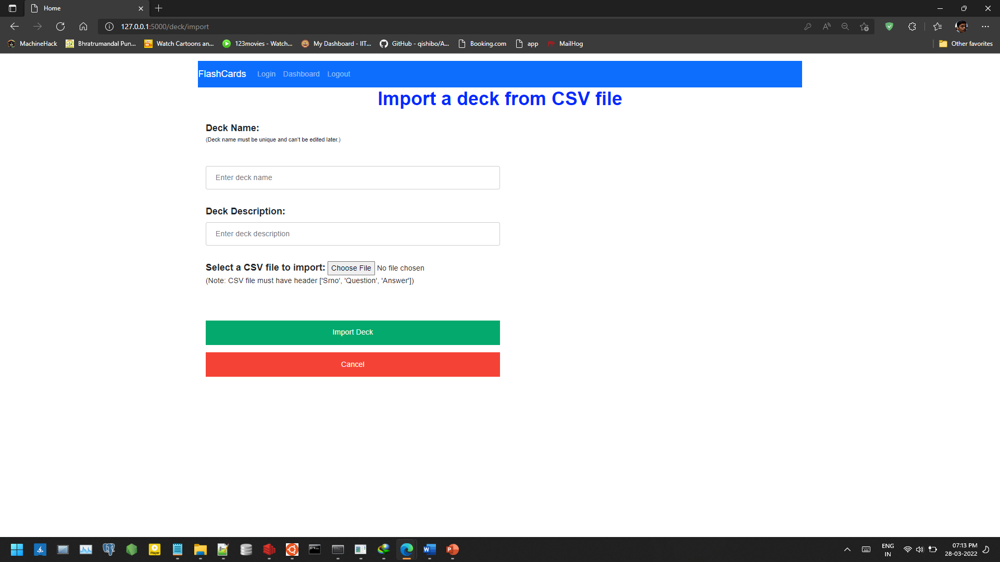 Home
127.0.0.1:5000/deck/import
MachineHack
Bhratrumandal Pun...
Watch Cartoons an...
123movies - Watch...
My Dashboard - IIT...
GitHub - qishibo/A...
Booking.com
app
MailHog
Other favorites
FlashCards Login Dashboard Logout
Import a deck from CSV file
Deck Name:
(Deck name must be unique and can't be edited later.)
Enter deck name
Deck Description:
Enter deck description
Select a CSV file to import: Choose File No file chosen
(Note: CSV file must have header ['Srno', 'Question', 'Answer'])
Import Deck
Cancel
Player
ENG
IN
07:13 PM
28-03-2022